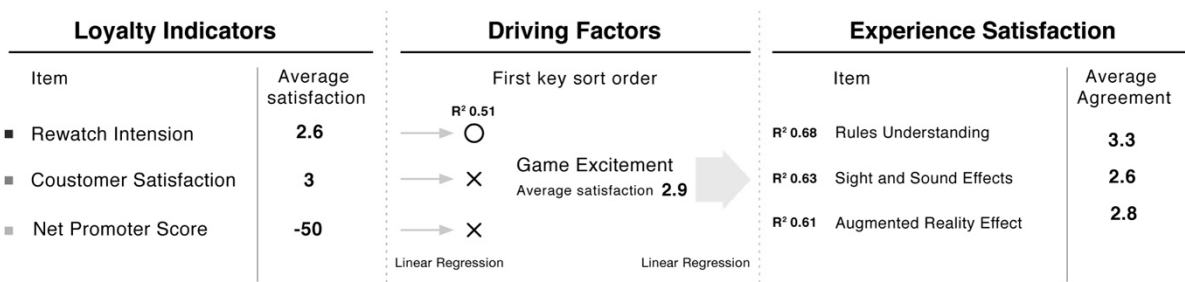 Loyalty Indicators
Item
Average
satisfaction
Rewatch Intension
2.6
Coustomer Satisfaction
3
Net Promoter Score
-50
Driving Factors
First key sort order
R² 0.51
Game Excitement
Average satisfaction 2.9
Linear Regression
Linear Regression
Experience Satisfaction
Item
Average
Agreement
R² 0.68 Rules Understanding
3.3
R² 0.63 Sight and Sound Effects
2.6
R² 0.61 Augmented Reality Effect
2.8